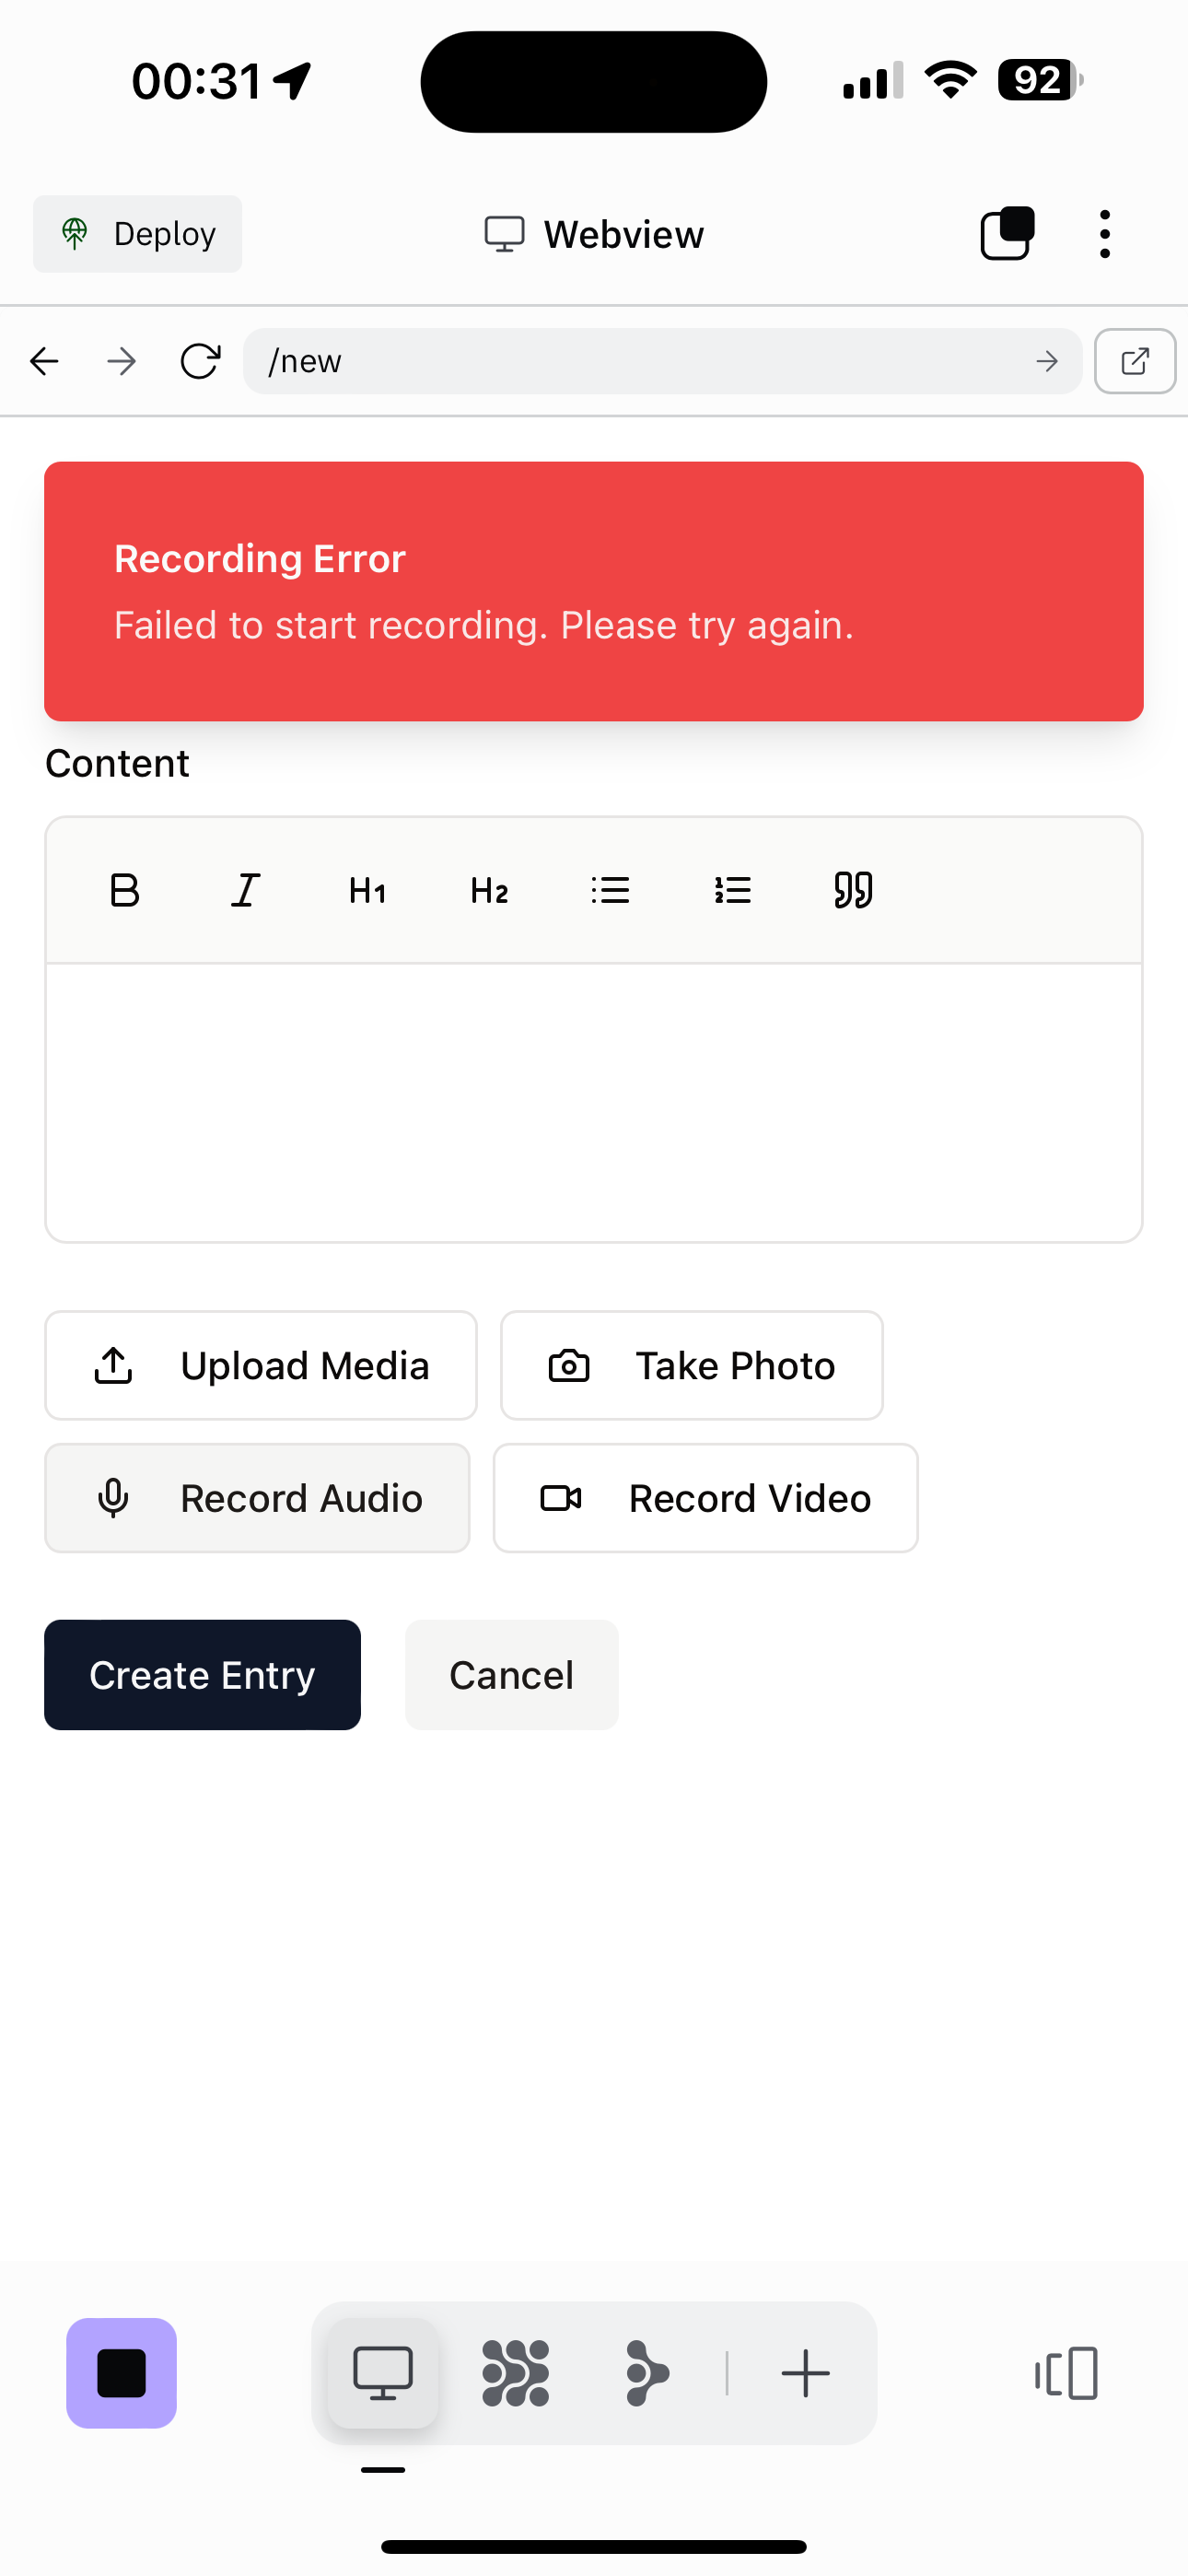 00:31
92
Deploy
Webview
/new
Recording Error
Failed to start recording. Please try again.
Content
B I H1 H2
Upload Media
Take Photo
Record Audio
Record Video
Create Entry
Cancel